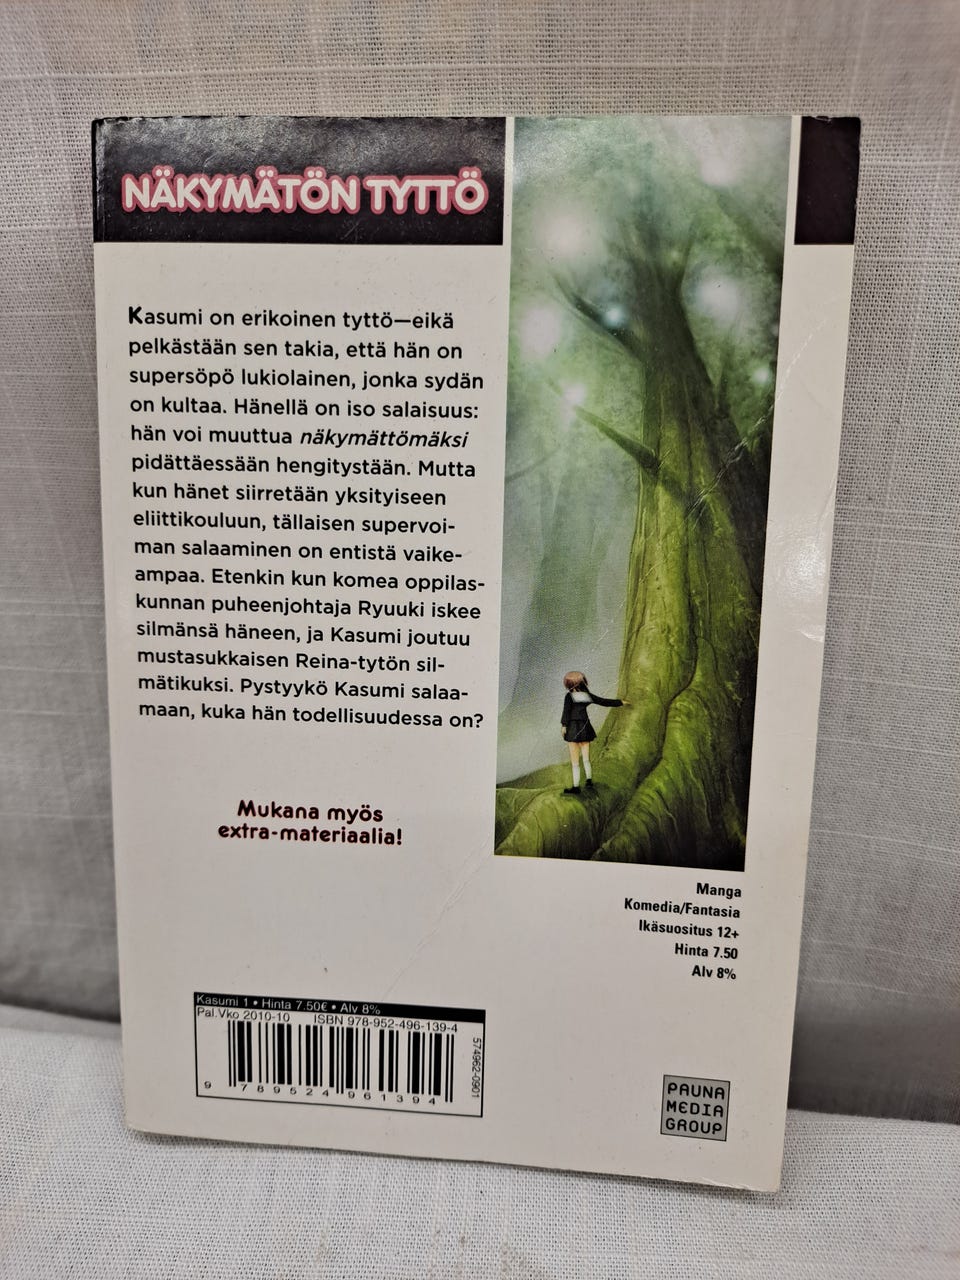 NÄKYMÄTÖN TYTTÖ
Kasumi on erikoinen tyttö—eikä
pelkästään sen takia, että hän on
supersöpö lukiolainen, jonka sydän
on kultaa. Hänellä on iso salaisuus:
hän voi muuttua näkymättömäksi
pidättäessään hengitystään. Mutta
kun hänet siirretään yksityiseen
eliittikouluun, tällaisen supervoi-
man salaaminen on entistä vaike-
ampaa. Etenkin kun komea oppilas-
kunnan puheenjohtaja Ryuuki iskee
silmänsä häneen, ja Kasumi joutuu
mustasukkaisen Reina-tytön sil-
mätikuksi. Pystyykö Kasumi salaa-
maan, kuka hän todellisuudessa on?
Mukana myös
extra-materiaalia!
Manga
Komedia/Fantasia
Ikäsuositus 12+
Hinta 7.50
Alv 8%
Kasumi 1 • Hinta 7.50€ • Alv 8%
Pal.Vko 2010-10 ISBN 978-952-496-139-4
574962-0901
9 789524 961394
PAUNA
MEDIA
GROUP